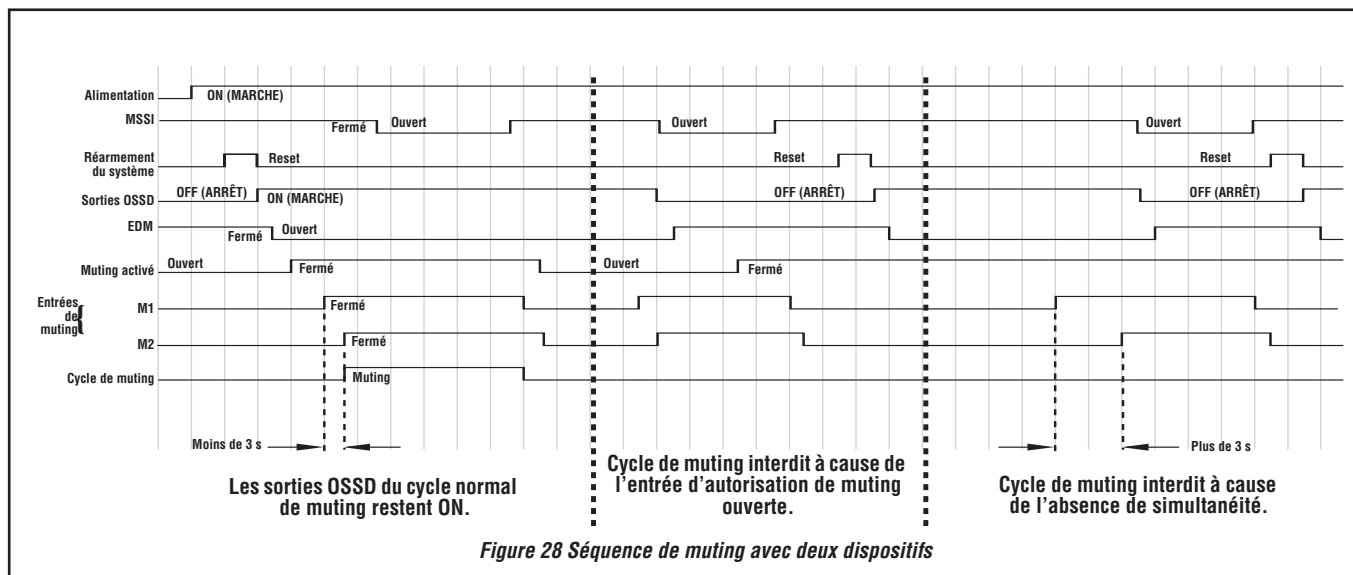 Alimentation
ON (MARCHE)
MSSI
Fermé
Ouvert
Ouvert
Ouvert
Réarmement
du système
Reset
Reset
Reset
Sorties OSSD
OFF (ARRÊT)
ON (MARCHE)
OFF (ARRÊT)
OFF (ARRÊT)
EDM
Fermé
Ouvert
Muting activé
Ouvert
Fermé
Ouvert
Fermé
Entrées
de
muting
{
M1
Fermé
M2
Fermé
Cycle de muting
Muting
Moins de 3 s
Plus de 3 s
Les sorties OSSD du cycle normal
de muting restent ON.
Cycle de muting interdit à cause de
l'entrée d'autorisation de muting
ouverte.
Cycle de muting interdit à cause
de l'absence de simultanéité.
Figure 28 Séquence de muting avec deux dispositifs